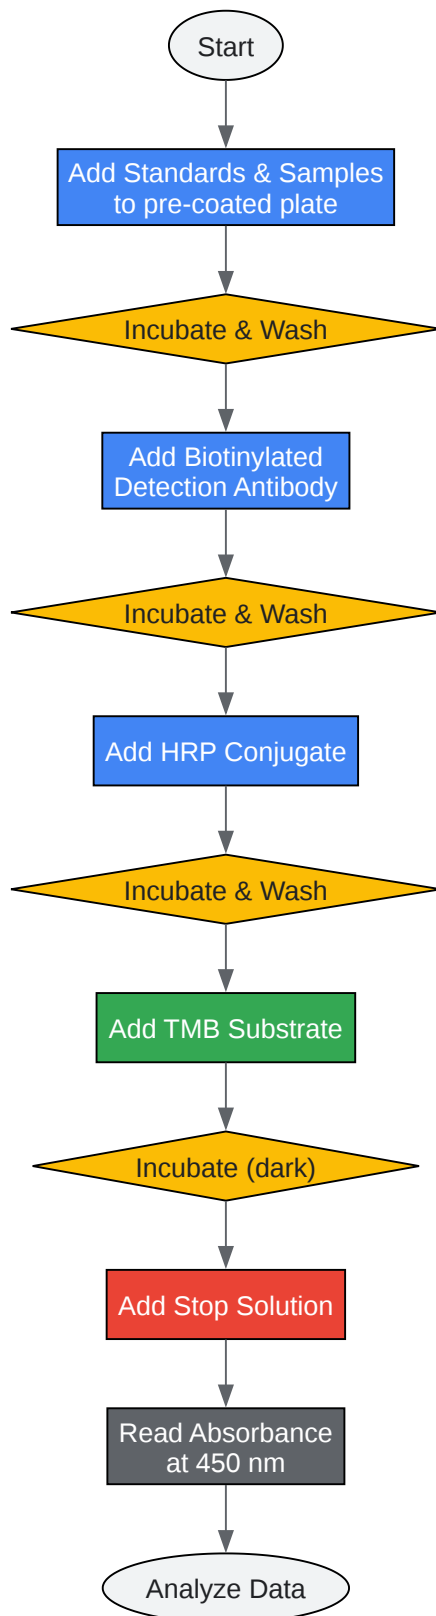 Start
Add Standards & Samples
to pre-coated plate
Incubate & Wash
Add Biotinylated
Detection Antibody
Incubate & Wash
Add HRP Conjugate
Incubate & Wash
Add TMB Substrate
Incubate (dark)
Add Stop Solution
Read Absorbance
at 450 nm
Analyze Data